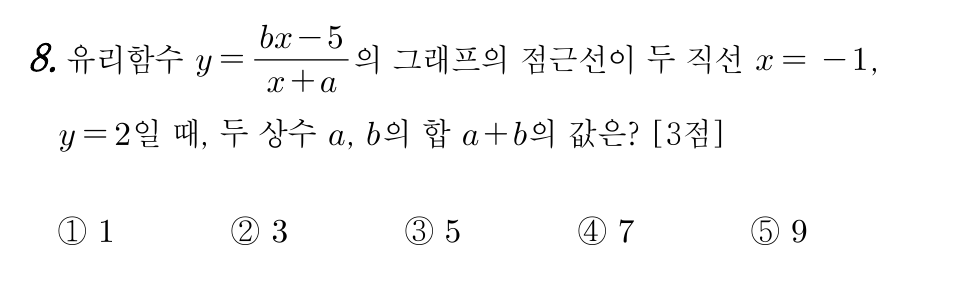 8. 유리함수 y = \frac{bx-5}{x+a} 의 그래프의 점근선이 두 직선 x = -1,
y = 2일 때, 두 상수 a, b의 합 a+b의 값은? [3점]
① 1 ② 3 ③ 5 ④ 7 ⑤ 9